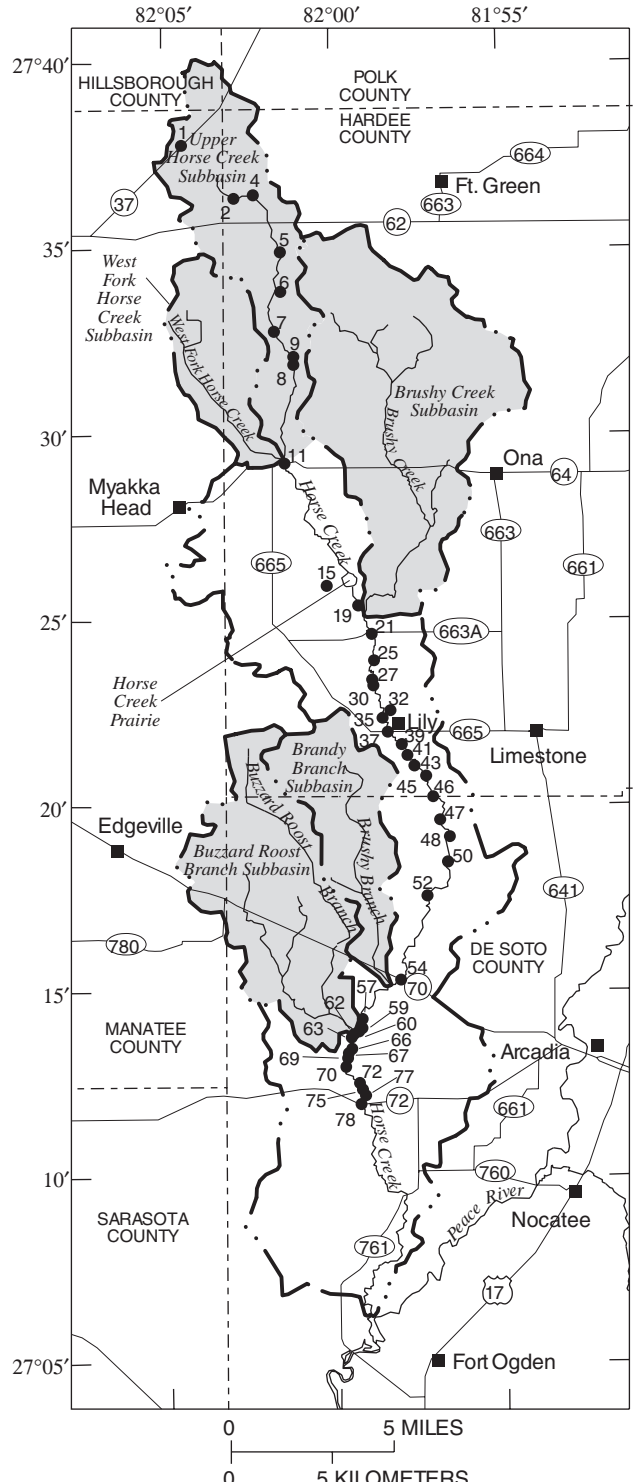 82°05′ 82°00′ 81°55′
27°40′
HILLSBOROUGH
COUNTY
POLK
COUNTY
HARDEE
COUNTY
1
Upper
Horse Creek
Subbasin
664
Ft. Green
663
37
2
4
62
35′
5
West
Fork
Horse
Creek
Subbasin
6
7
West Fork Horse Creek
9
8
Brushy Creek
Subbasin
Brushy Creek
30′
11
Ona
64
Myakka
Head
Horse Creek
663
661
665
15
19
25′
21
663A
25
27
Horse
Creek
Prairie
30
32
35
Lily
37
39
665
Limestone
41
43
Brandy
Branch
Subbasin
Buzzard Roost
Branch
45
46
20′
47
Edgeville
Brushy Branch
48
Buzzard Roost
Branch Subbasin
50
52
641
780
DE SOTO
COUNTY
54
70
57
15′
62
59
63
60
MANATEE
COUNTY
66
Arcadia
69
67
70
72
77
75
72
78
661
Horse Creek
10′
760
Peace River
Nocatee
SARASOTA
COUNTY
761
17
27°05′
Fort Ogden
0 5 MILES
0 5 KILOMETERS